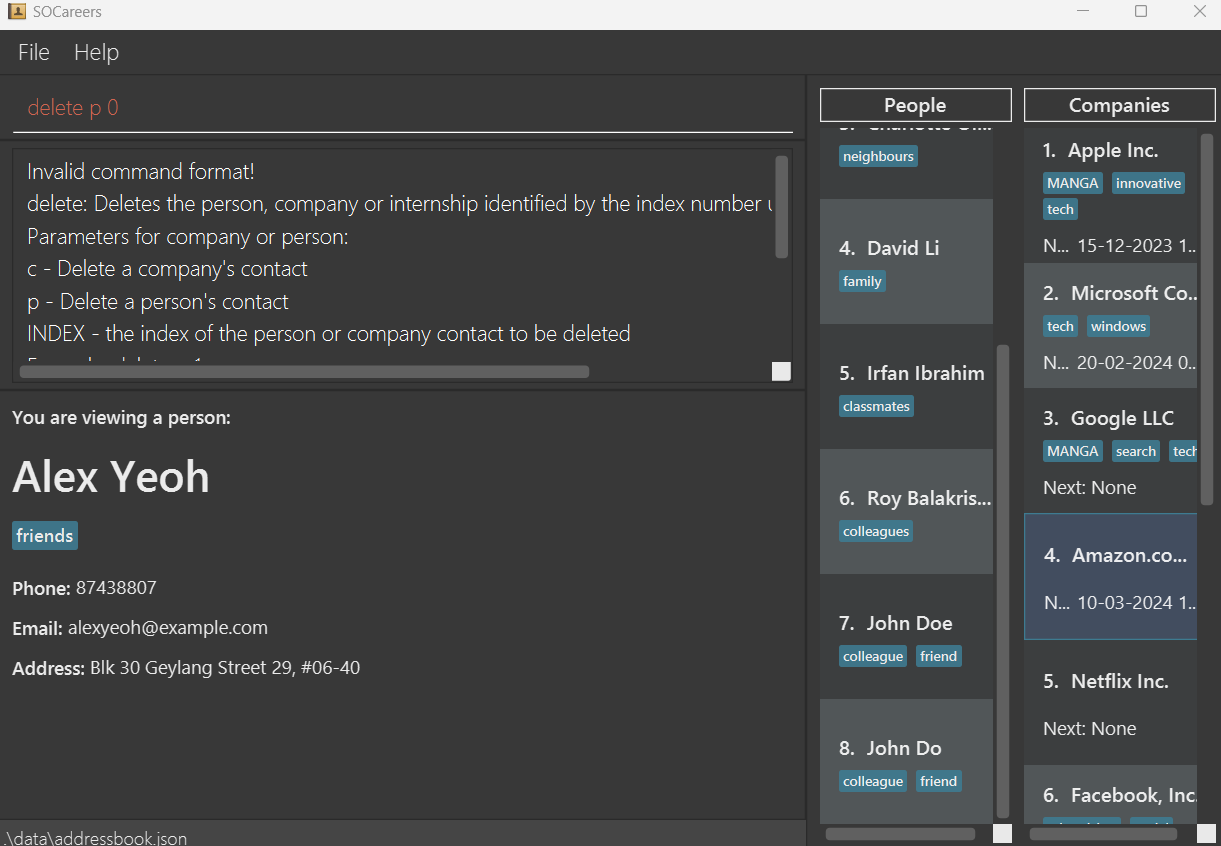 SOCareers
File Help
delete p 0
Invalid command format!
delete: Deletes the person, company or internship identified by the index number u
Parameters for company or person:
c - Delete a company's contact
p - Delete a person's contact
INDEX - the index of the person or company contact to be deleted
You are viewing a person:
Alex Yeoh
friends
Phone: 87438807
Email: alexyeoh@example.com
Address: Blk 30 Geylang Street 29, #06-40
.\data\addressbook.json
People
neighbours
4. David Li
family
5. Irfan Ibrahim
classmates
6. Roy Balakris...
colleagues
7. John Doe
colleague friend
8. John Do
colleague friend
Companies
1. Apple Inc.
MANGA innovative
tech
N... 15-12-2023 1..
2. Microsoft Co..
tech windows
N... 20-02-2024 0..
3. Google LLC
MANGA search tech
Next: None
4. Amazon.co...
N... 10-03-2024 1..
5. Netflix Inc.
Next: None
6. Facebook, Inc.